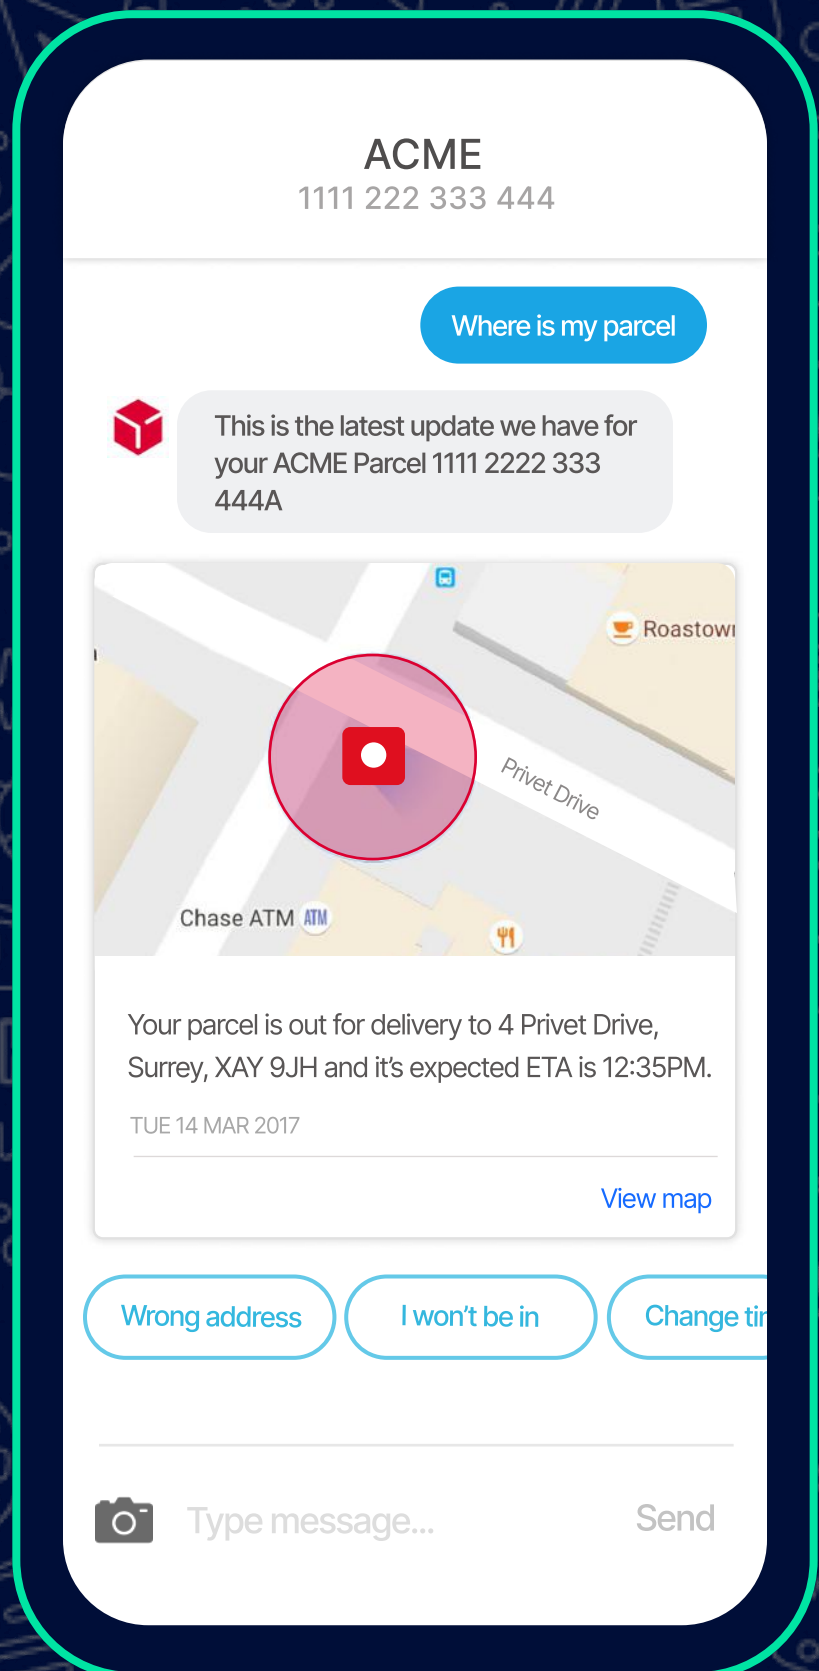 ACME
1111 222 333 444
Where is my parcel
This is the latest update we have for
your ACME Parcel 1111 2222 333
444A
Roastown
Privet Drive
Chase ATM ATM
Your parcel is out for delivery to 4 Privet Drive,
Surrey, XAY 9JH and it's expected ETA is 12:35PM.
TUE 14 MAR 2017
View map
Wrong address
I won't be in
Change
Type message...
Send